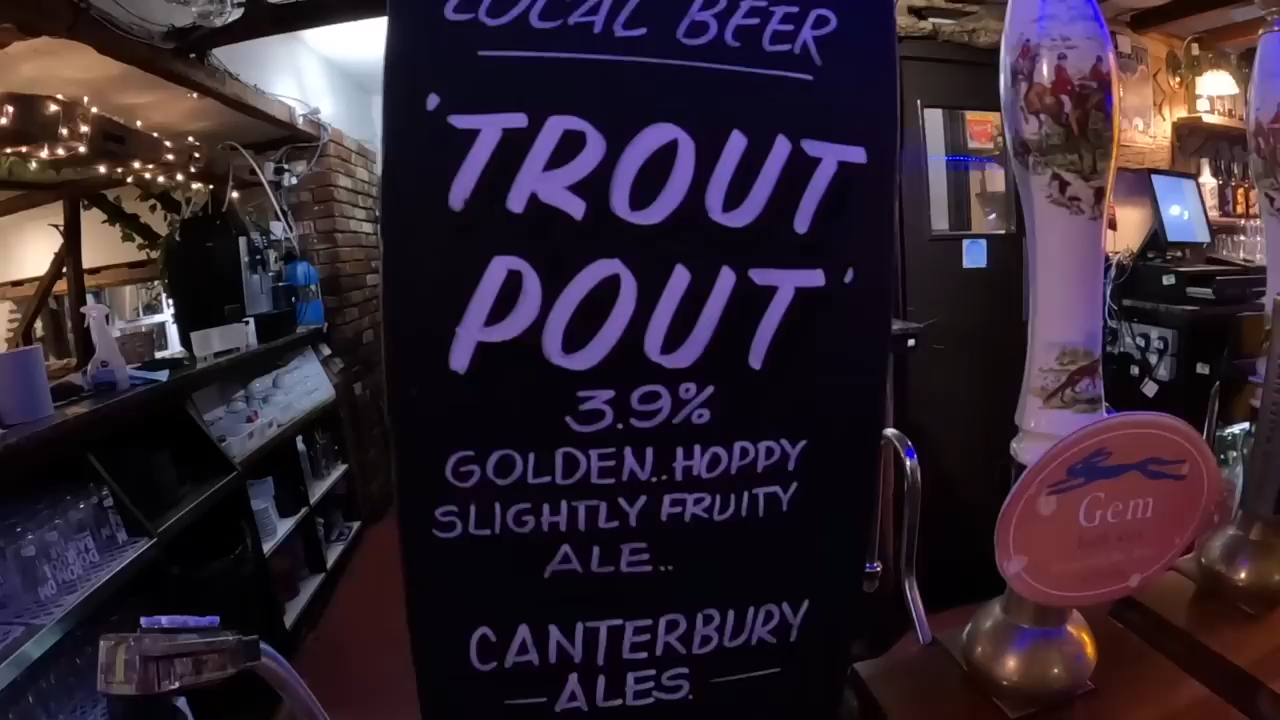 LOCAL BEER
'TROUT
POUT'
3.9%
GOLDEN..HOPPY
SLIGHTLY FRUITY
ALE..
CANTERBURY
—ALES.—
Gem